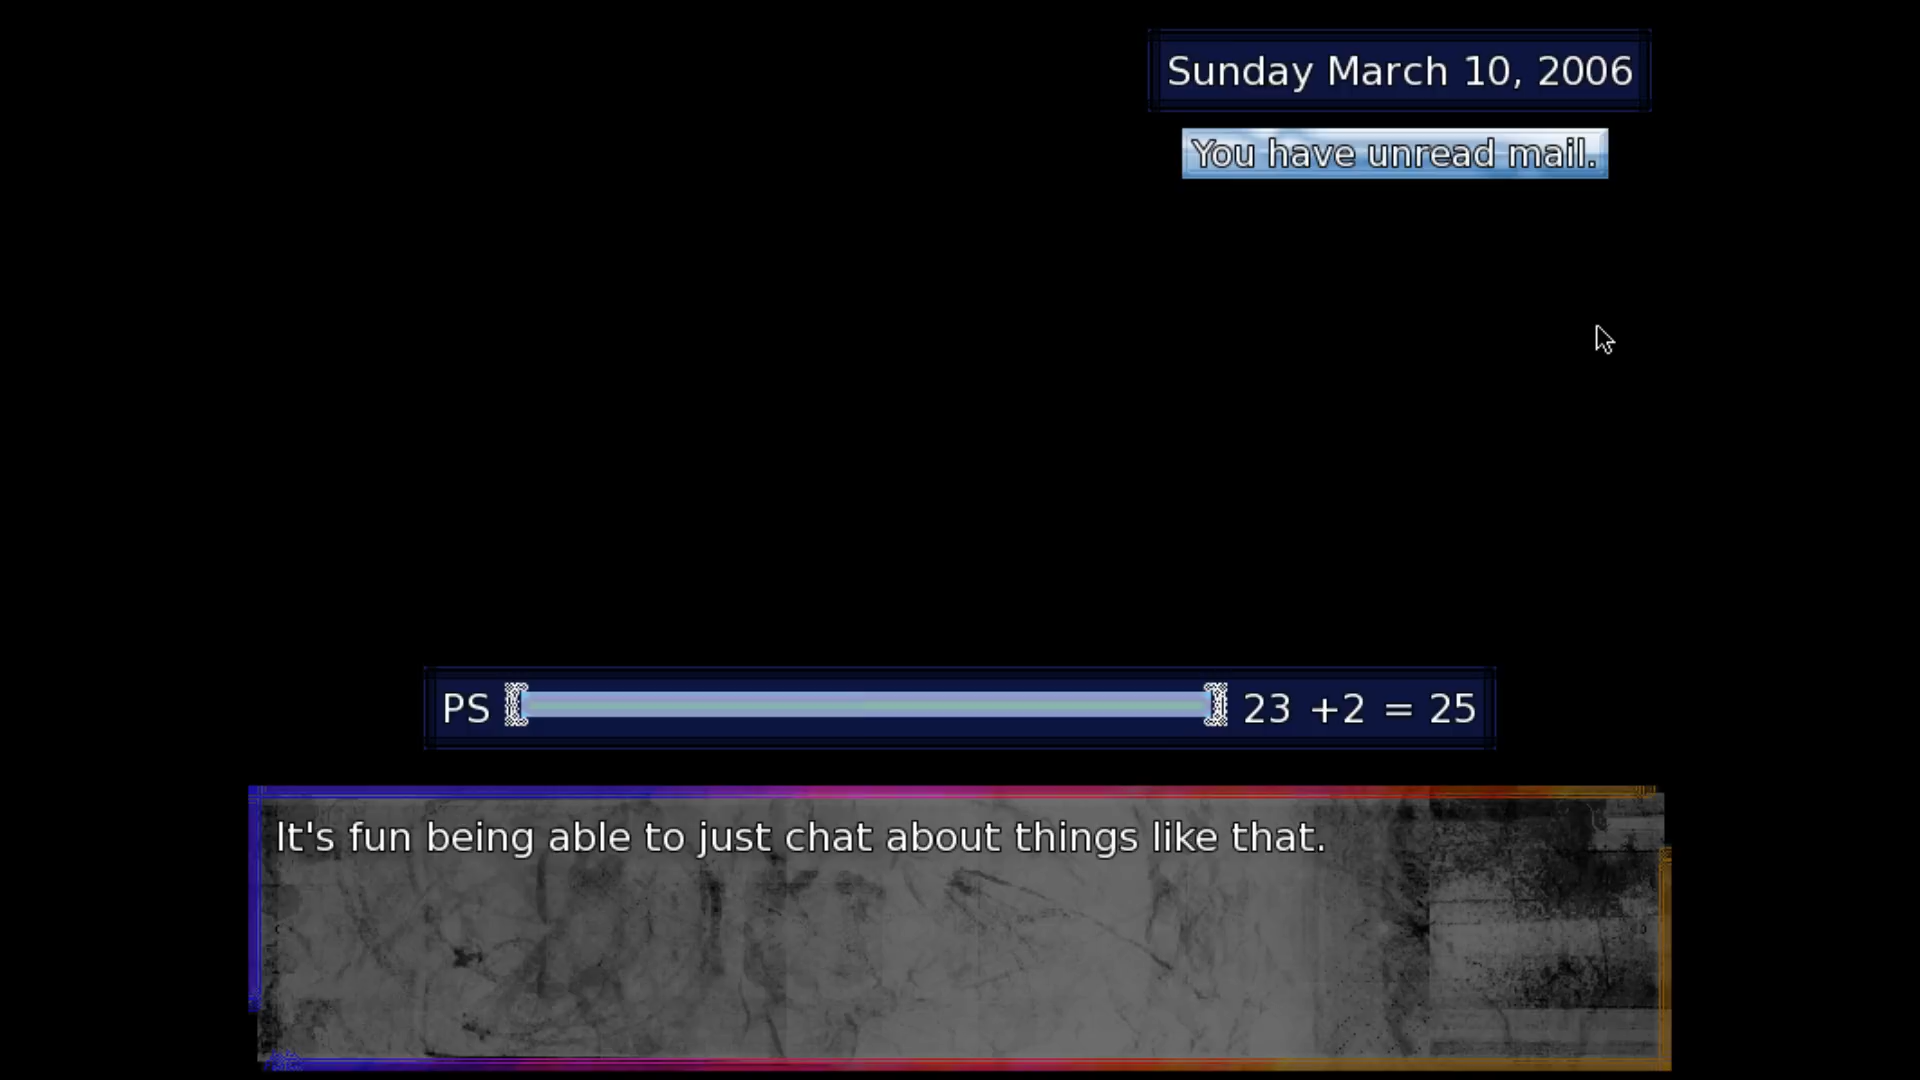 Sunday March 10, 2006
You have unread mail.
PS 23 +2 = 25
It's fun being able to just chat about things like that.